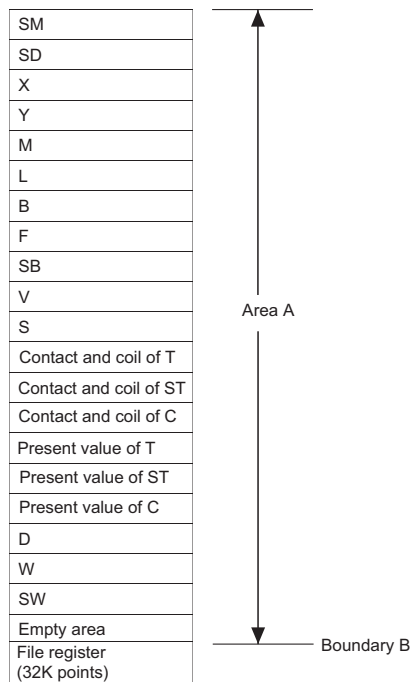 SM
SD
X
Y
M
L
B
F
SB
V
S
Contact and coil of T
Contact and coil of ST
Contact and coil of C
Present value of T
Present value of ST
Present value of C
D
W
SW
Empty area
File register
(32K points)
Area A
Boundary B